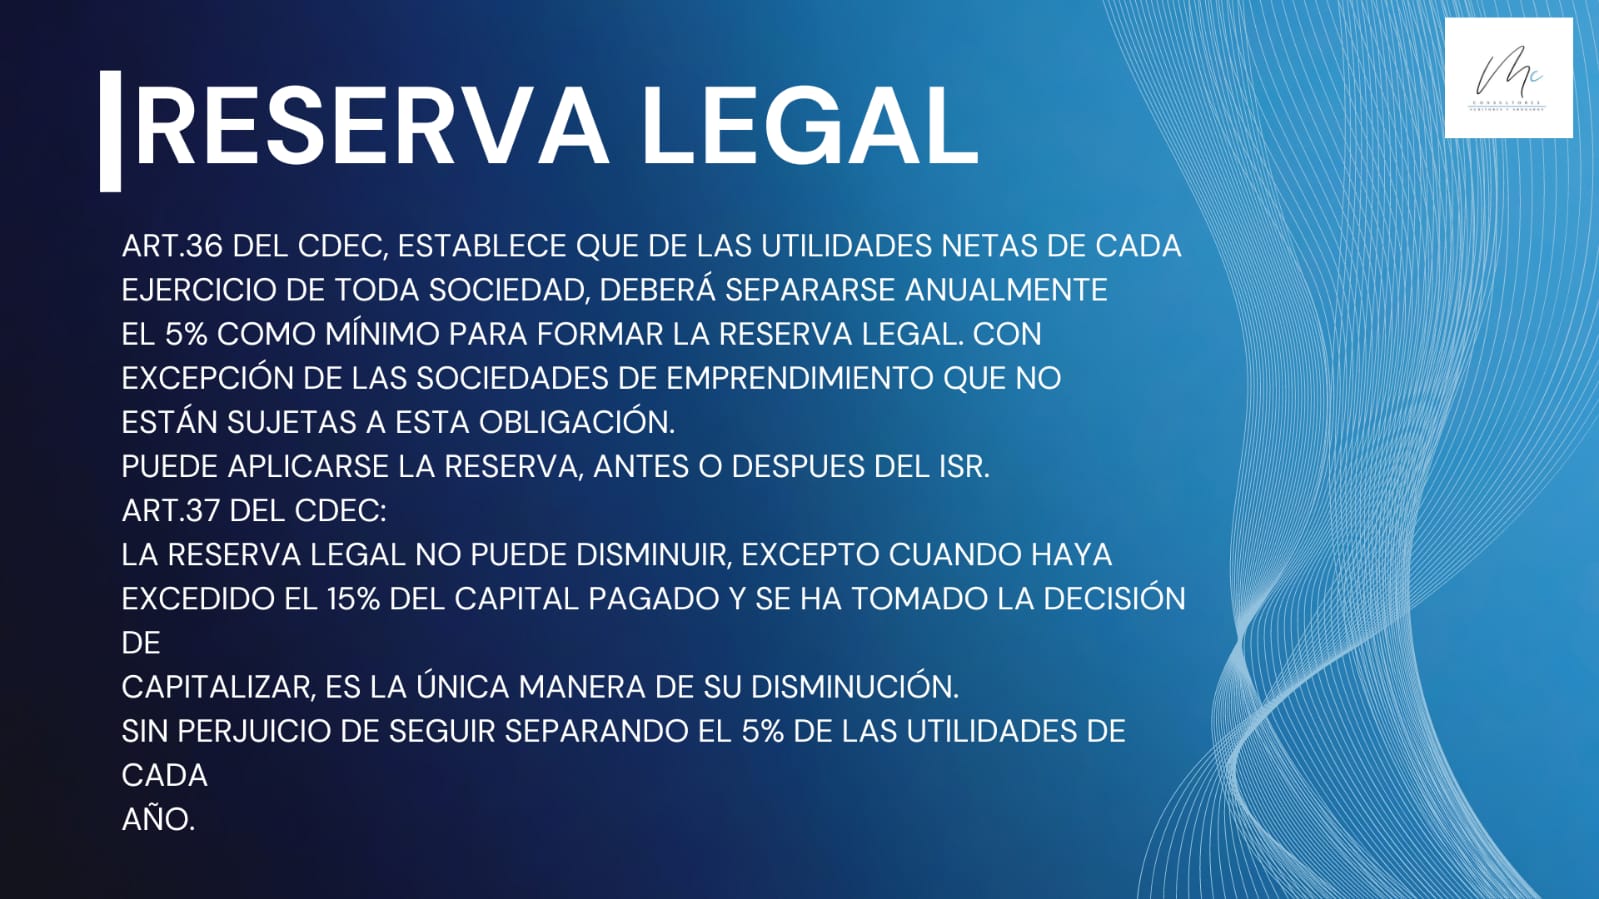 RESERVA LEGAL
ART.36 DEL CDEC, ESTABLECE QUE DE LAS UTILIDADES NETAS DE CADA
EJERCICIO DE TODA SOCIEDAD, DEBERÁ SEPARARSE ANUALMENTE
EL 5% COMO MÍNIMO PARA FORMAR LA RESERVA LEGAL. CON
EXCEPCIÓN DE LAS SOCIEDADES DE EMPRENDIMIENTO QUE NO
ESTÁN SUJETAS A ESTA OBLIGACIÓN.
PUEDE APLICARSE LA RESERVA, ANTES O DESPUES DEL ISR.
ART.37 DEL CDEC:
LA RESERVA LEGAL NO PUEDE DISMINUIR, EXCEPTO CUANDO HAYA
EXCEDIDO EL 15% DEL CAPITAL PAGADO Y SE HA TOMADO LA DECISIÓN
DE
CAPITALIZAR, ES LA ÚNICA MANERA DE SU DISMINUCIÓN.
SIN PERJUICIO DE SEGUIR SEPARANDO EL 5% DE LAS UTILIDADES DE
CADA
AÑO.
Mc
CONSULTORES
AUDITORES Y ABOGADOS